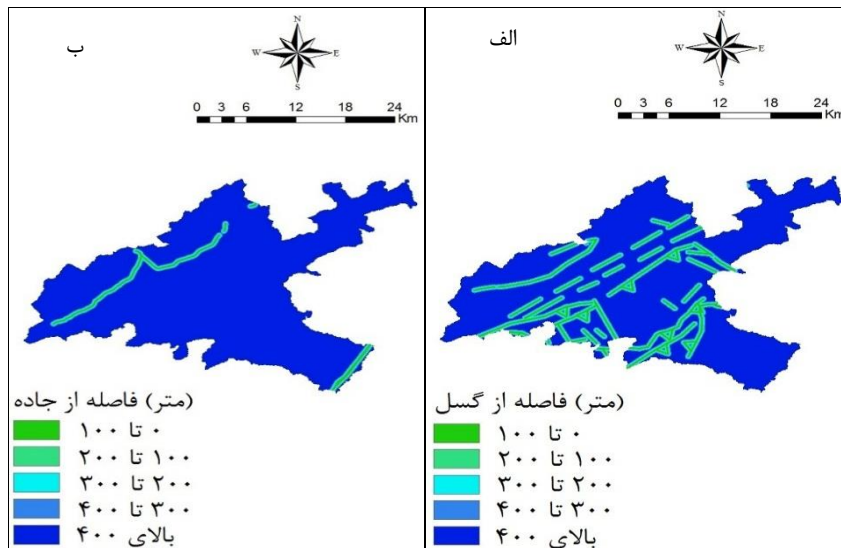 الف
N
W E
S
0 3 6 12 18 24
Km
(متر) فاصله از گسل
۰ تا ۱۰۰
۱۰۰ تا ۲۰۰
۲۰۰ تا ۳۰۰
۳۰۰ تا ۴۰۰
بالای ۴۰۰
ب
N
W E
S
0 3 6 12 18 24
Km
(متر) فاصله از جاده
۰ تا ۱۰۰
۱۰۰ تا ۲۰۰
۲۰۰ تا ۳۰۰
۳۰۰ تا ۴۰۰
بالای ۴۰۰